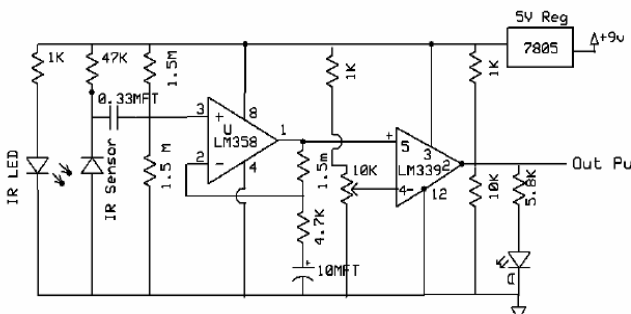 5V Reg
7805
+9v
1K
47K
1.5M
0.33MFT
1K
1K
3
+
8
U
LM358
1
2
-
4
+
5
3
LM339
2
4-
12
Out Pu
IR LED
IR Sensor
1.5 M
1.5m
10K
10K
5.8K
4.7K
+
10MFT